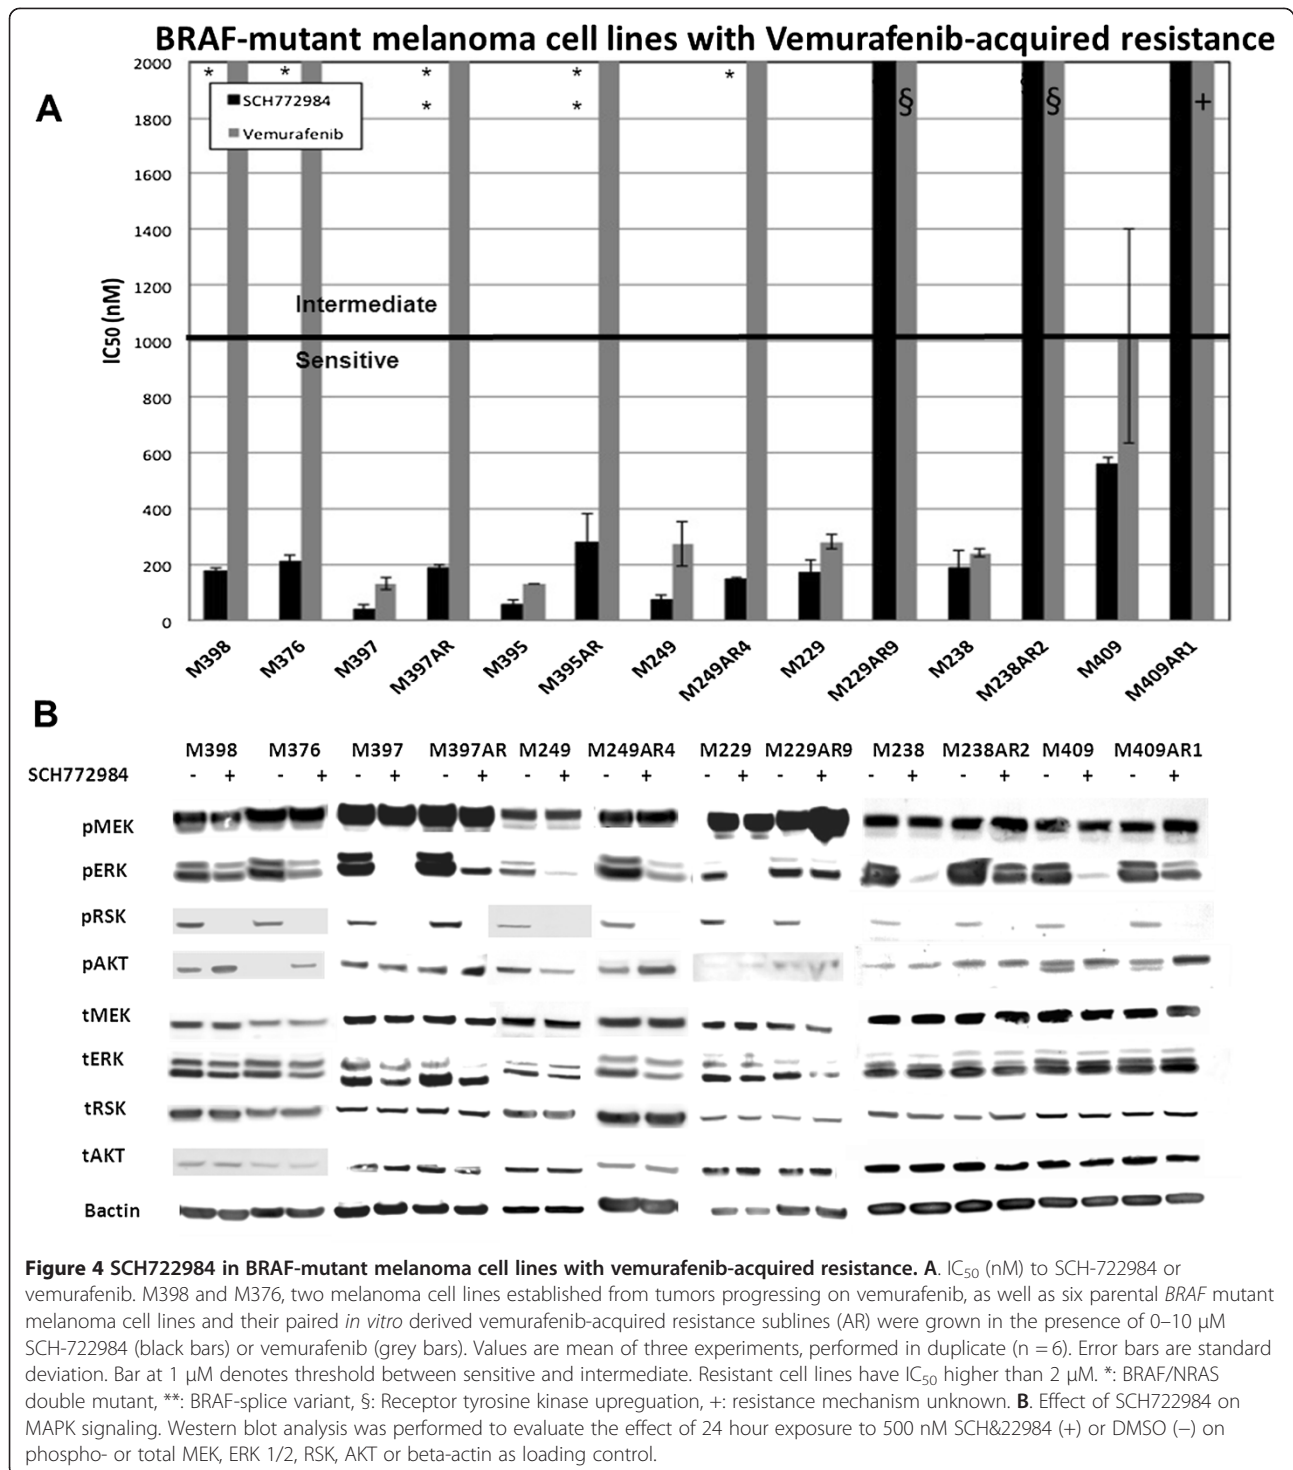 BRAF-mutant melanoma cell lines with Vemurafenib-acquired resistance
A
IC50 (nM)
2000
1800
1600
1400
1200
1000
800
600
400
200
0
SCH772984
Vemurafenib
* * * * *
* *
§ § +
Intermediate
Sensitive
M398 M376 M397 M397AR M395 M395AR M249 M249AR4 M229 M229AR9 M238 M238AR2 M409 M409AR1
B
M398 M376 M397 M397AR M249 M249AR4 M229 M229AR9 M238 M238AR2 M409 M409AR1
SCH772984 - + - + - + - + - + - + - + - + - + - + - + - +
pMEK
pERK
pRSK
pAKT
tMEK
tERK
tRSK
tAKT
Bactin
Figure 4 SCH722984 in BRAF-mutant melanoma cell lines with vemurafenib-acquired resistance. A. IC50 (nM) to SCH-722984 or
vemurafenib. M398 and M376, two melanoma cell lines established from tumors progressing on vemurafenib, as well as six parental BRAF mutant
melanoma cell lines and their paired in vitro derived vemurafenib-acquired resistance sublines (AR) were grown in the presence of 0–10 μM
SCH-722984 (black bars) or vemurafenib (grey bars). Values are mean of three experiments, performed in duplicate (n = 6). Error bars are standard
deviation. Bar at 1 μM denotes threshold between sensitive and intermediate. Resistant cell lines have IC50 higher than 2 μM. *: BRAF/NRAS
double mutant, **: BRAF-splice variant, §: Receptor tyrosine kinase upreguation, +: resistance mechanism unknown. B. Effect of SCH722984 on
MAPK signaling. Western blot analysis was performed to evaluate the effect of 24 hour exposure to 500 nM SCH&22984 (+) or DMSO (−) on
phospho- or total MEK, ERK 1/2, RSK, AKT or beta-actin as loading control.